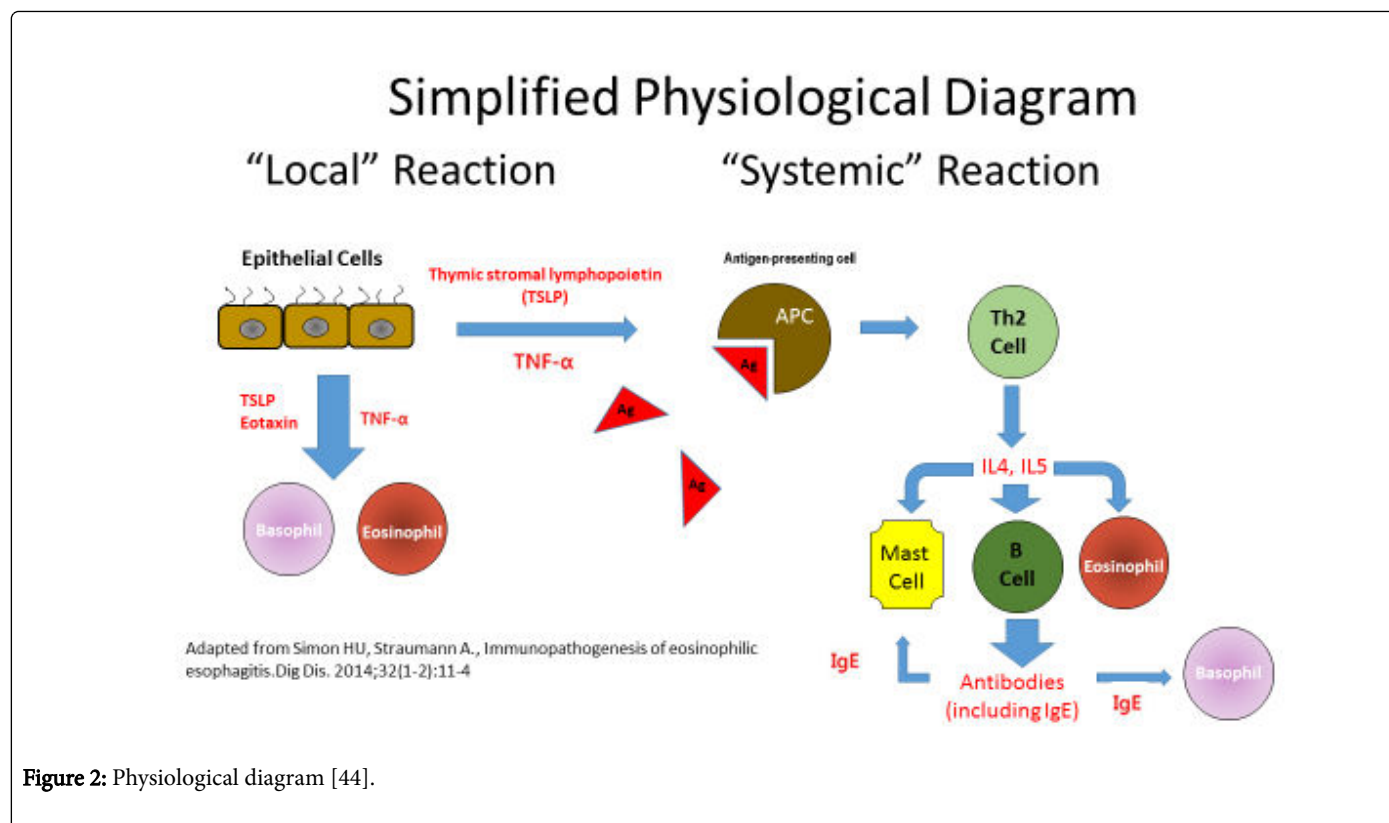 Simplified Physiological Diagram
“Local” Reaction
“Systemic” Reaction
Epithelial Cells
Thymic stromal lymphopoietin
(TSLP)
TNF-α
TSLP
Eotaxin
TNF-α
Basophil
Eosinophil
Ag
Ag
Antigen-presenting cell
APC
Ag
Th2
Cell
IL4, IL5
Mast
Cell
B
Cell
Eosinophil
IgE
Antibodies
(including IgE)
IgE
Basophil
Adapted from Simon HU, Straumann A., Immunopathogenesis of eosinophilic
esophagitis.Dig Dis. 2014;32(1-2):11-4
Figure 2: Physiological diagram [44].